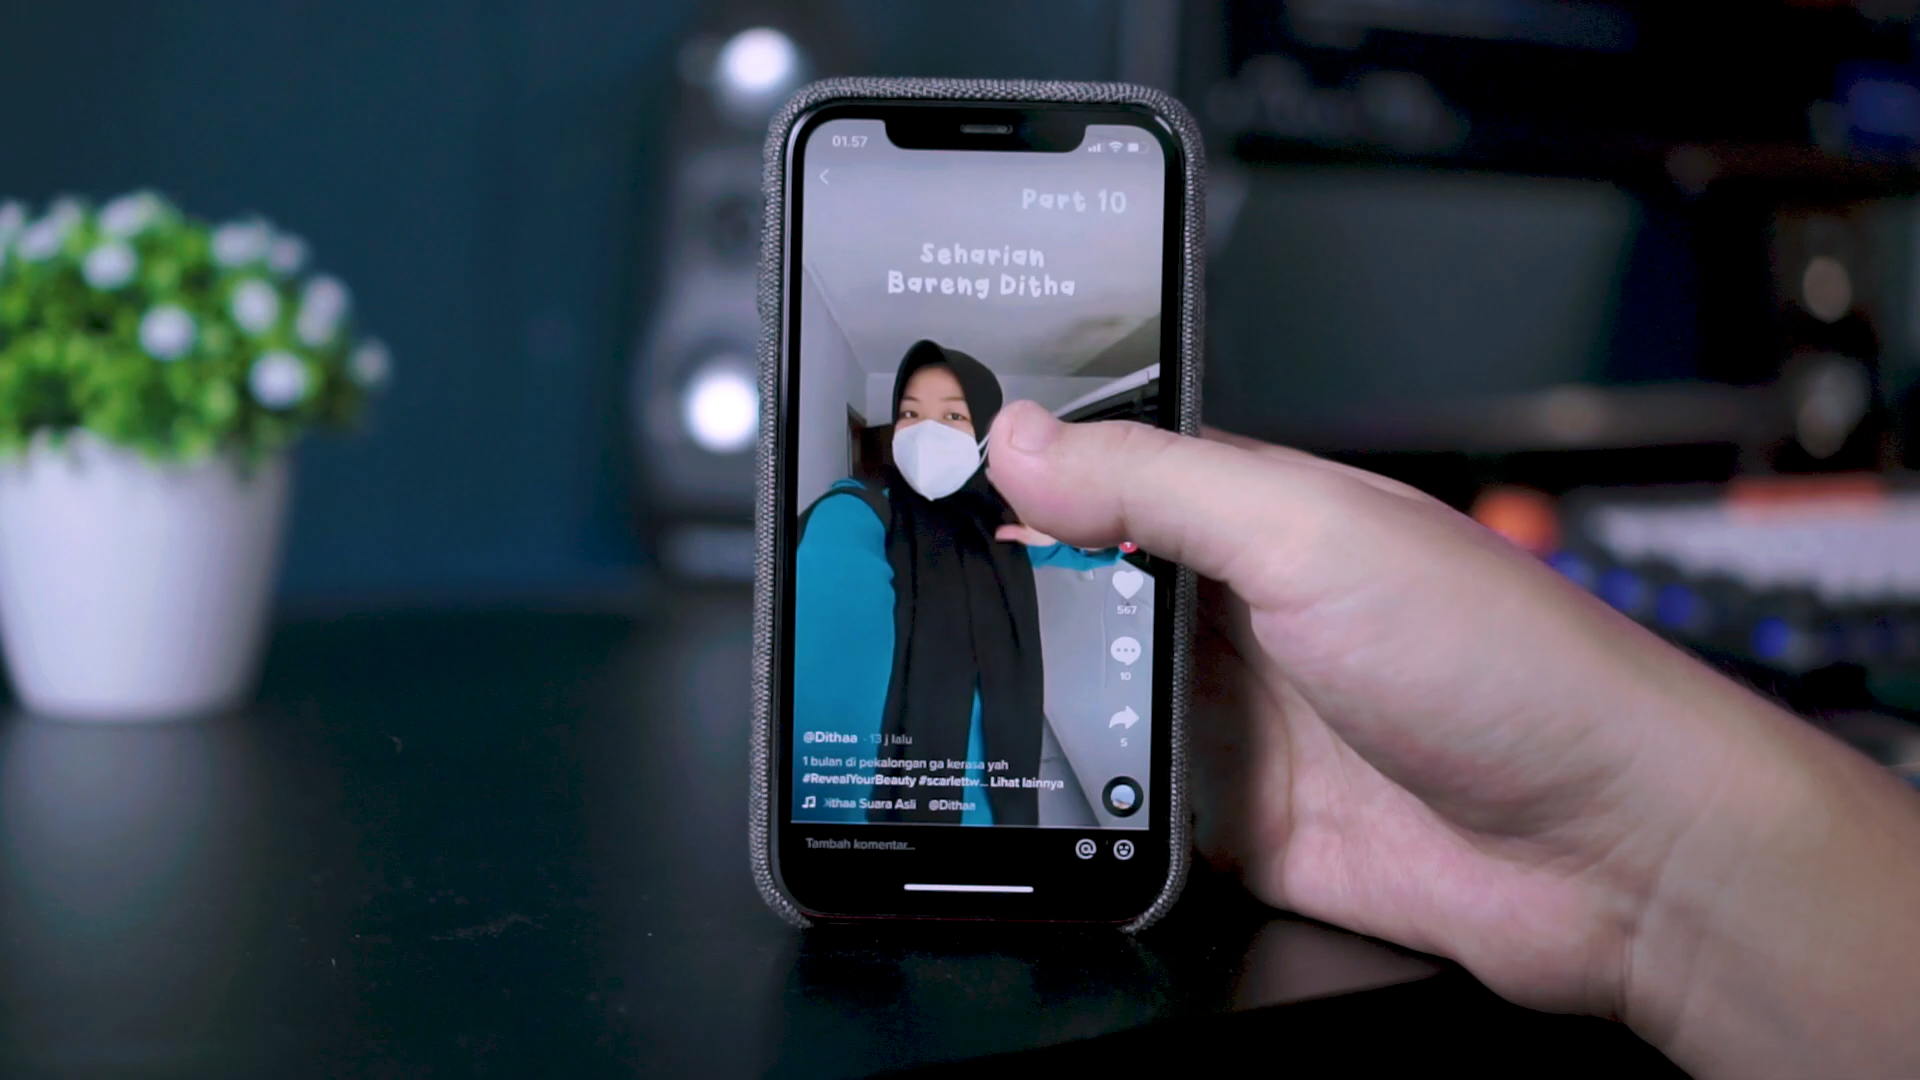 01.57
Part 10
Seharian
Bareng Ditha
567
10
5
@Dithaa · 13 j lalu
1 bulan di pekalongan ga kerasa yah
#RevealYourBeauty #scarlettw... Lihat lainnya
ithaa Suara Asli @Dithaa
Tambah komentar...